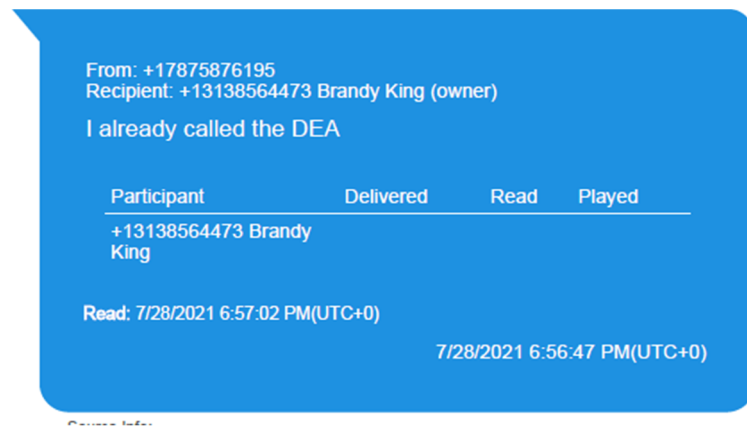 From: +17875876195
Recipient: +13138564473 Brandy King (owner)
I already called the DEA
Participant Delivered Read Played
+13138564473 Brandy
King
Read: 7/28/2021 6:57:02 PM(UTC+0)
7/28/2021 6:56:47 PM(UTC+0)